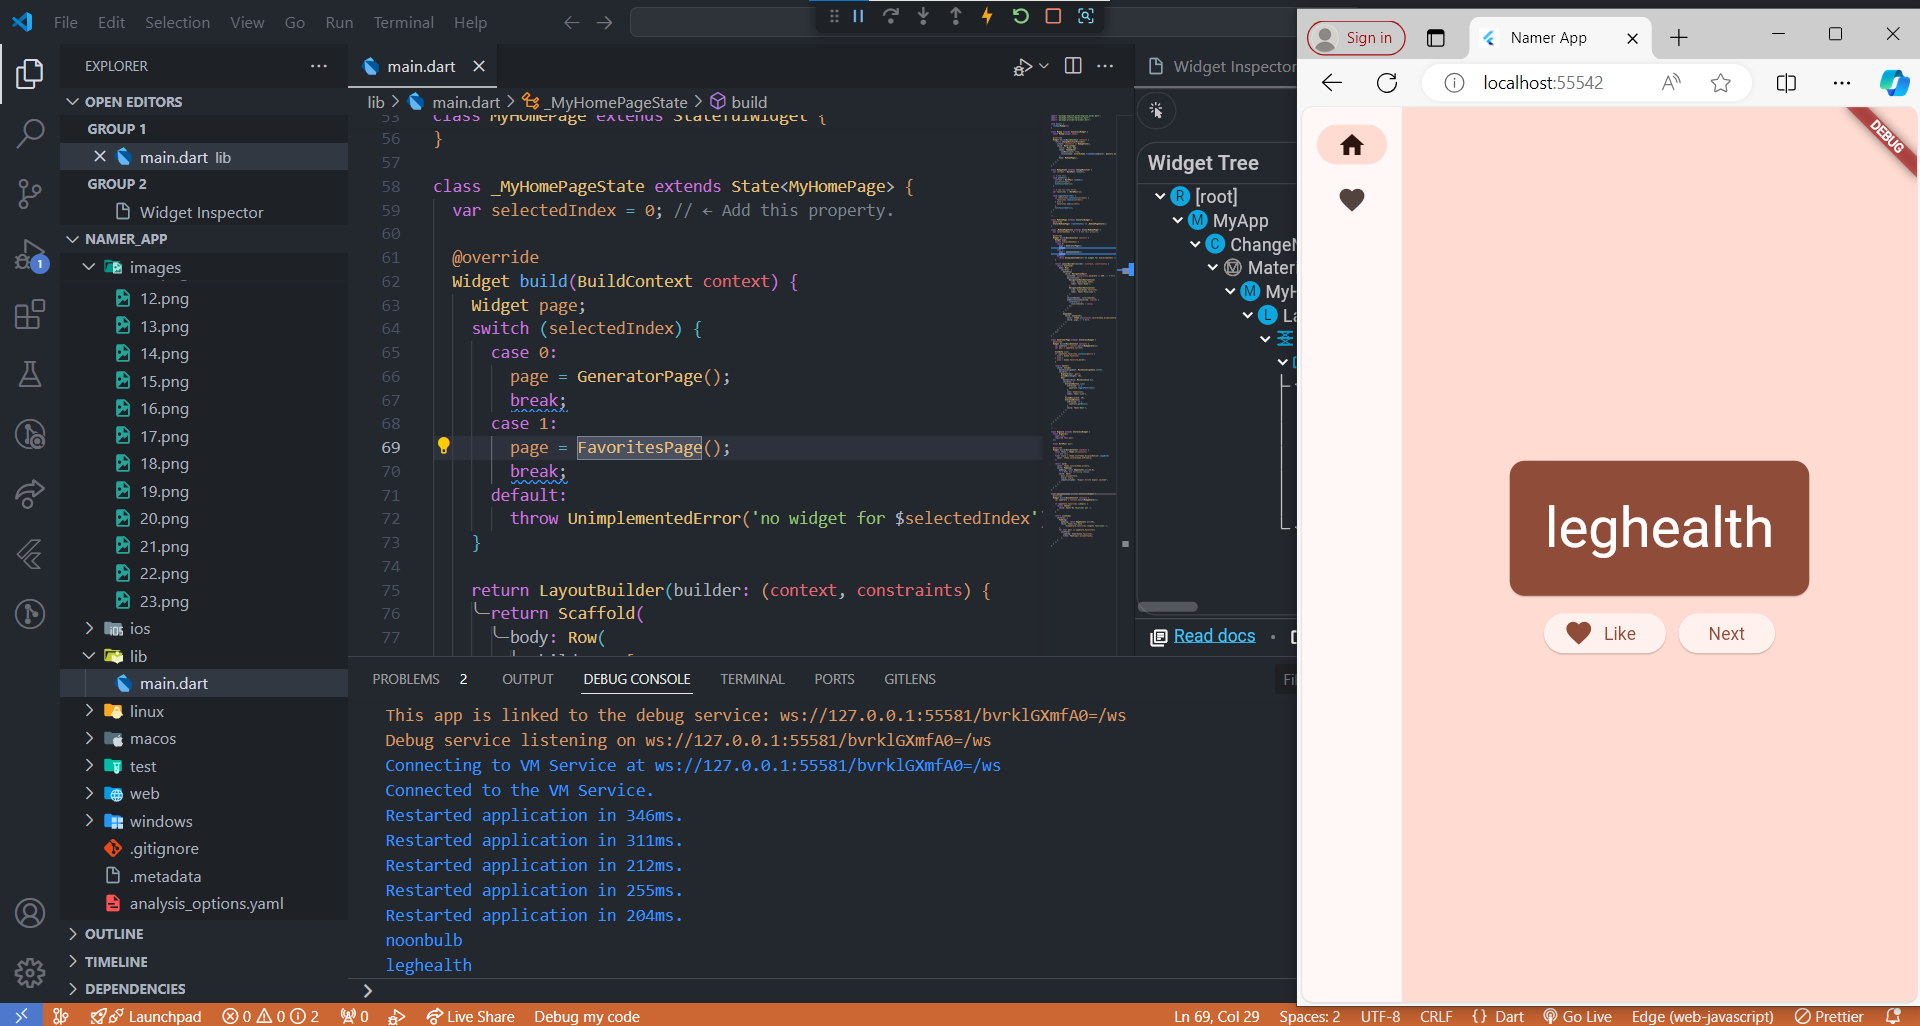 File Edit Selection View Go Run Terminal Help
EXPLORER
OPEN EDITORS
GROUP 1
main.dart lib
GROUP 2
Widget Inspector
NAMER_APP
images
12.png
13.png
14.png
15.png
16.png
17.png
18.png
19.png
20.png
21.png
22.png
23.png
ios
lib
main.dart
linux
macos
test
web
windows
.gitignore
.metadata
analysis_options.yaml
OUTLINE
TIMELINE
DEPENDENCIES
main.dart
lib > main.dart > _MyHomePageState > build
53 class MyHomePage extends StatefulWidget {
56 }
57
58 class _MyHomePageState extends State<MyHomePage> {
59 var selectedIndex = 0; // ← Add this property.
60
61 @override
62 Widget build(BuildContext context) {
63 Widget page;
64 switch (selectedIndex) {
65 case 0:
66 page = GeneratorPage();
67 break;
68 case 1:
69 page = FavoritesPage();
70 break;
71 default:
72 throw UnimplementedError('no widget for $selectedIndex')
73 }
74
75 return LayoutBuilder(builder: (context, constraints) {
76 return Scaffold(
77 body: Row(
Widget Inspector
Widget Tree
R [root]
M MyApp
C Change
M Materi
M MyH
L La
Read docs
PROBLEMS 2 OUTPUT DEBUG CONSOLE TERMINAL PORTS GITLENS Fil
This app is linked to the debug service: ws://127.0.0.1:55581/bvrklGXmfA0=/ws
Debug service listening on ws://127.0.0.1:55581/bvrklGXmfA0=/ws
Connecting to VM Service at ws://127.0.0.1:55581/bvrklGXmfA0=/ws
Connected to the VM Service.
Restarted application in 346ms.
Restarted application in 311ms.
Restarted application in 212ms.
Restarted application in 255ms.
Restarted application in 204ms.
noonbulb
leghealth
Launchpad 0 0 2 0 Live Share Debug my code Ln 69, Col 29 Spaces: 2 UTF-8 CRLF {} Dart Go Live Edge (web-javascript) Prettier
1
Sign in
Namer App
localhost:55542
DEBUG
leghealth
Like
Next